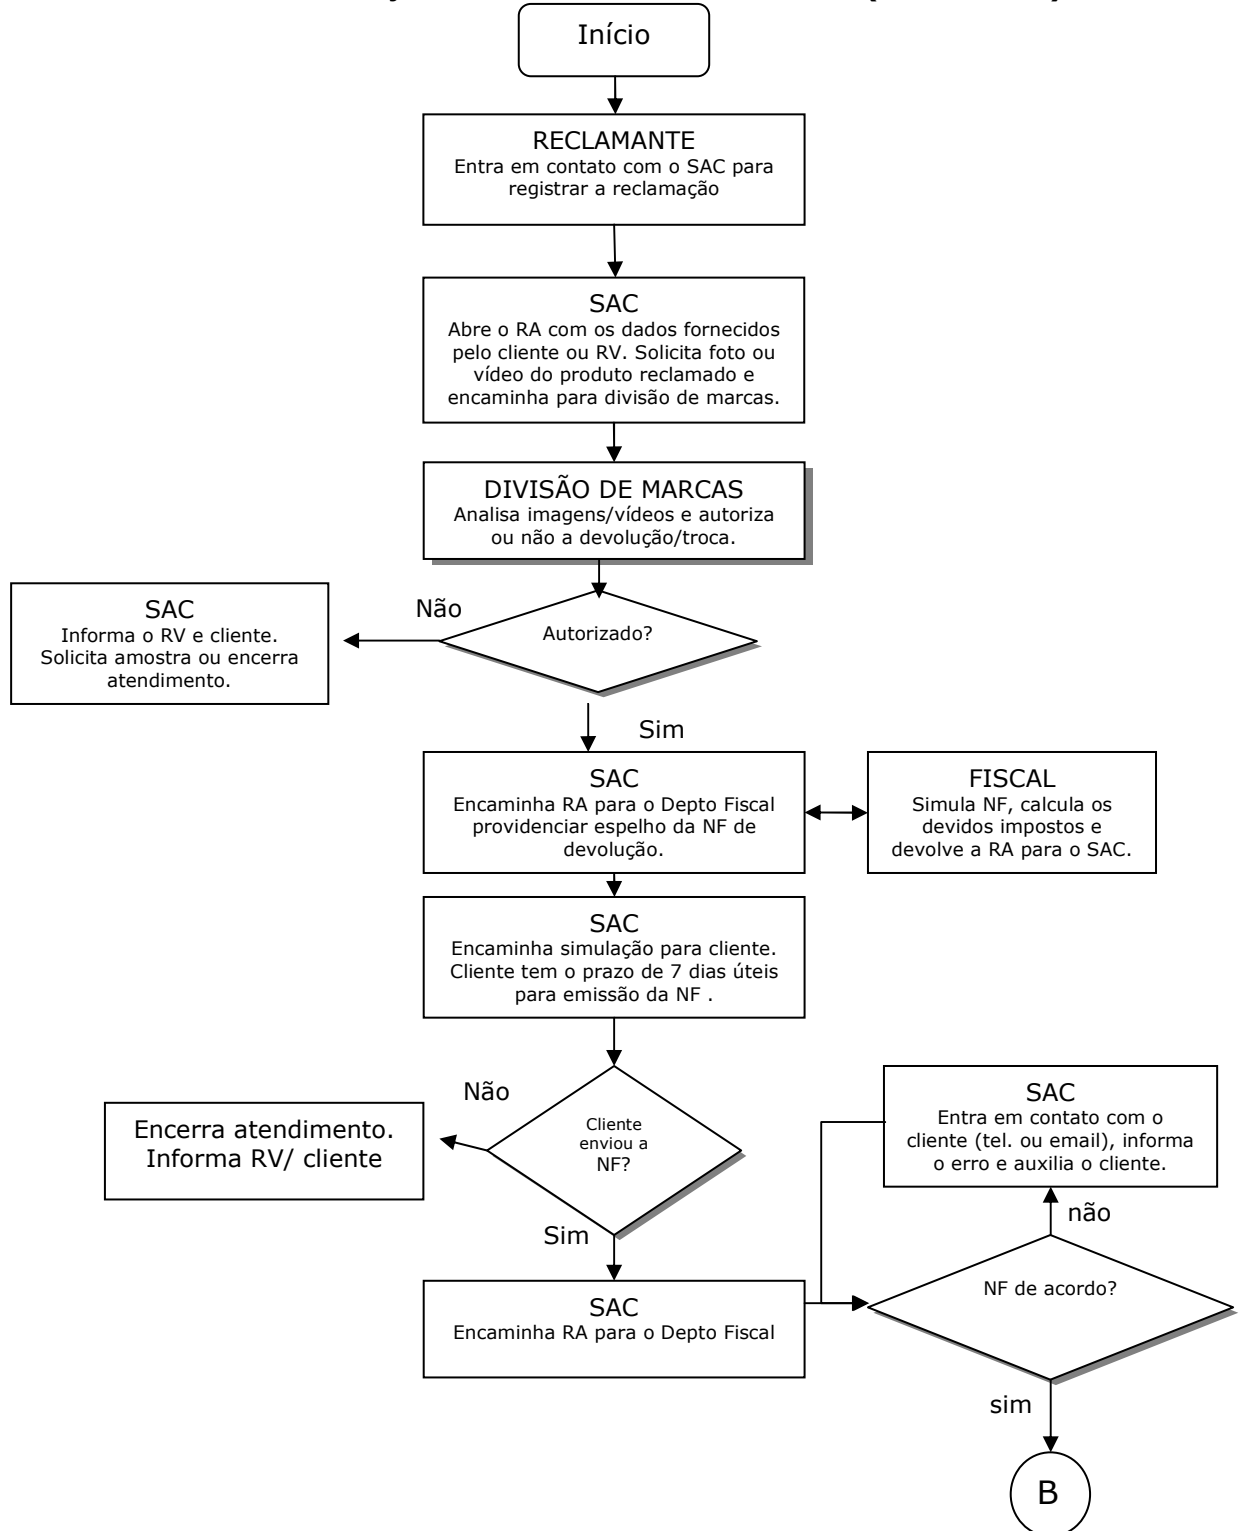 Início
RECLAMANTE
Entra em contato com o SAC para
registrar a reclamação
SAC
Abre o RA com os dados fornecidos
pelo cliente ou RV. Solicita foto ou
vídeo do produto reclamado e
encaminha para divisão de marcas.
DIVISÃO DE MARCAS
Analisa imagens/vídeos e autoriza
ou não a devolução/troca.
Não
Autorizado?
SAC
Informa o RV e cliente.
Solicita amostra ou encerra
atendimento.
Sim
SAC
Encaminha RA para o Depto Fiscal
providenciar espelho da NF de
devolução.
FISCAL
Simula NF, calcula os
devidos impostos e
devolve a RA para o SAC.
SAC
Encaminha simulação para cliente.
Cliente tem o prazo de 7 dias úteis
para emissão da NF .
Não
Cliente
enviou a
NF?
Encerra atendimento.
Informa RV/ cliente
Sim
SAC
Encaminha RA para o Depto Fiscal
SAC
Entra em contato com o
cliente (tel. ou email), informa
o erro e auxilia o cliente.
não
NF de acordo?
sim
B